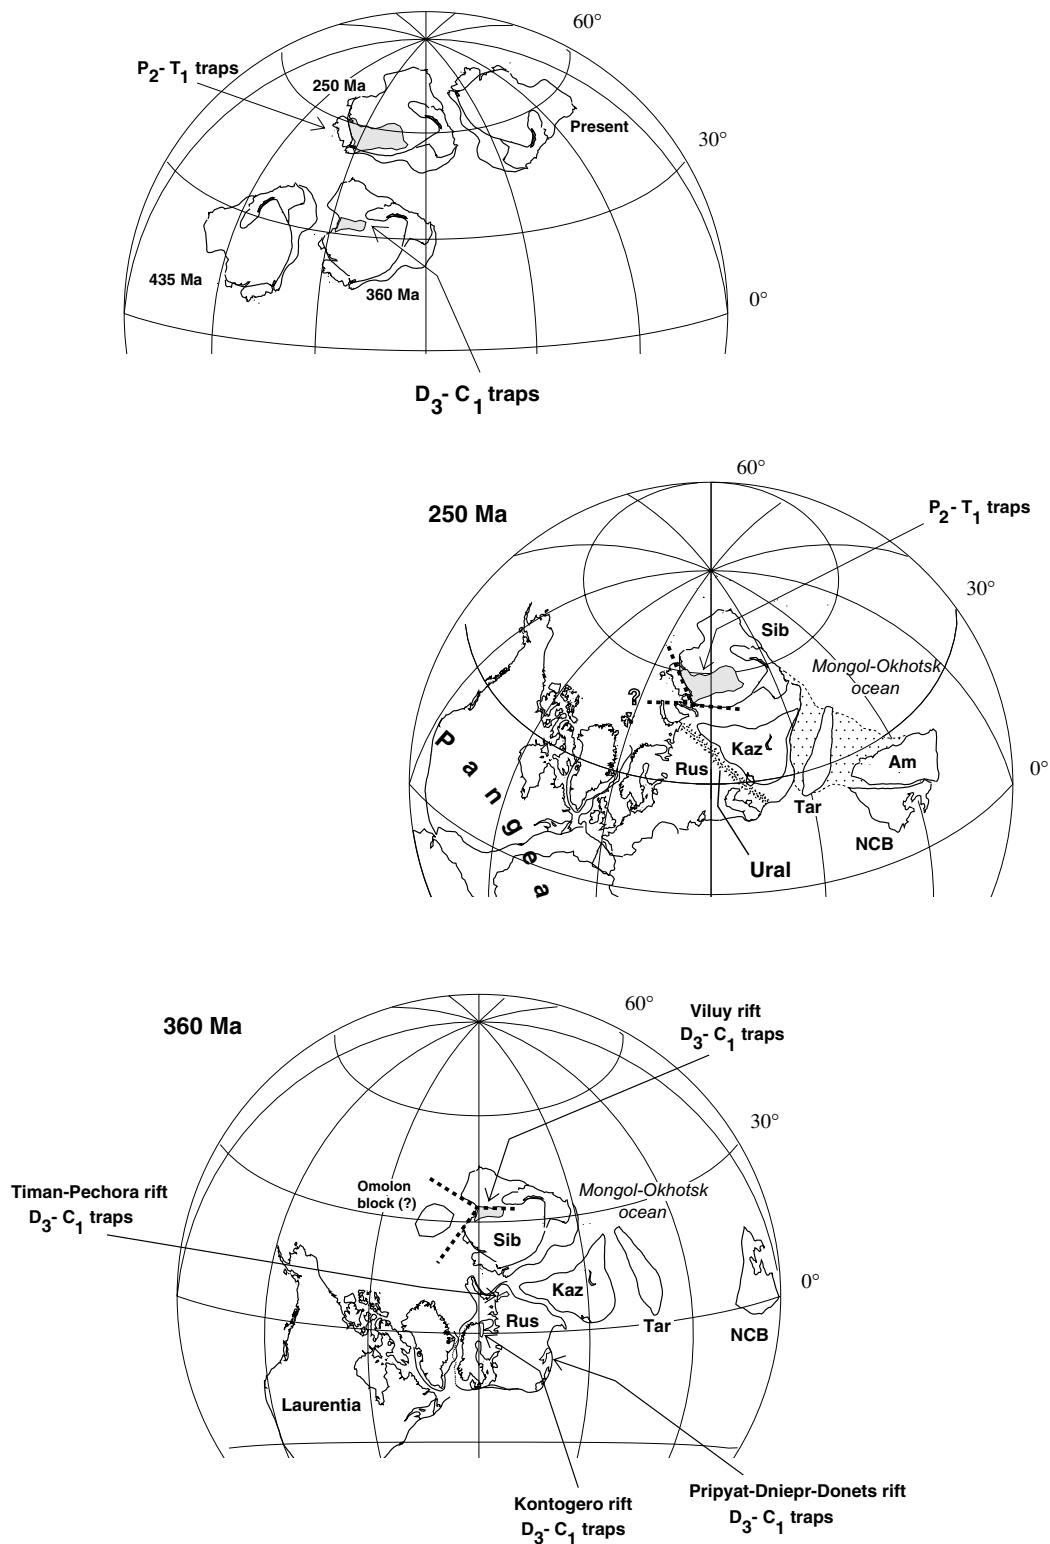 60°
P2- T1 traps
250 Ma
Present
30°
435 Ma
360 Ma
0°
D3- C1 traps
60°
250 Ma
P2- T1 traps
30°
Sib
Mongol-Okhotsk
ocean
?
Pangea
Kaz
Rus
Am
0°
Tar
NCB
Ural
360 Ma
60°
Viluy rift
D3- C1 traps
30°
Timan-Pechora rift
D3- C1 traps
Omolon
block (?)
Mongol-Okhotsk
ocean
Sib
Kaz
0°
Rus
Tar
NCB
Laurentia
Kontogero rift
D3- C1 traps
Pripyat-Dniepr-Donets rift
D3- C1 traps